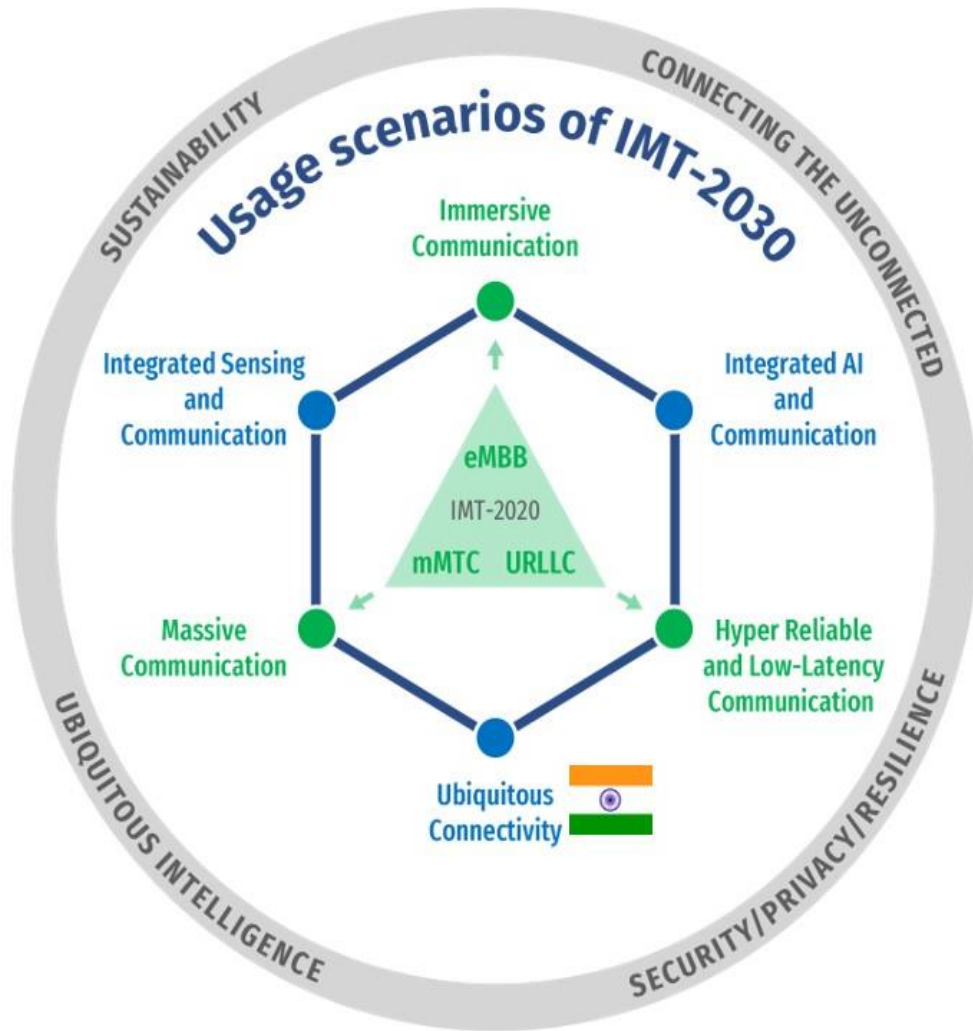 SUSTAINABILITY
CONNECTING THE UNCONNECTED
Usage scenarios of IMT-2030
Immersive
Communication
Integrated Sensing
and
Communication
Integrated AI
and
Communication
eMBB
IMT-2020
mMTC URLLC
Massive
Communication
Hyper Reliable
and Low-Latency
Communication
Ubiquitous
Connectivity
UBIQUITOUS INTELLIGENCE
SECURITY/PRIVACY/RESILIENCE